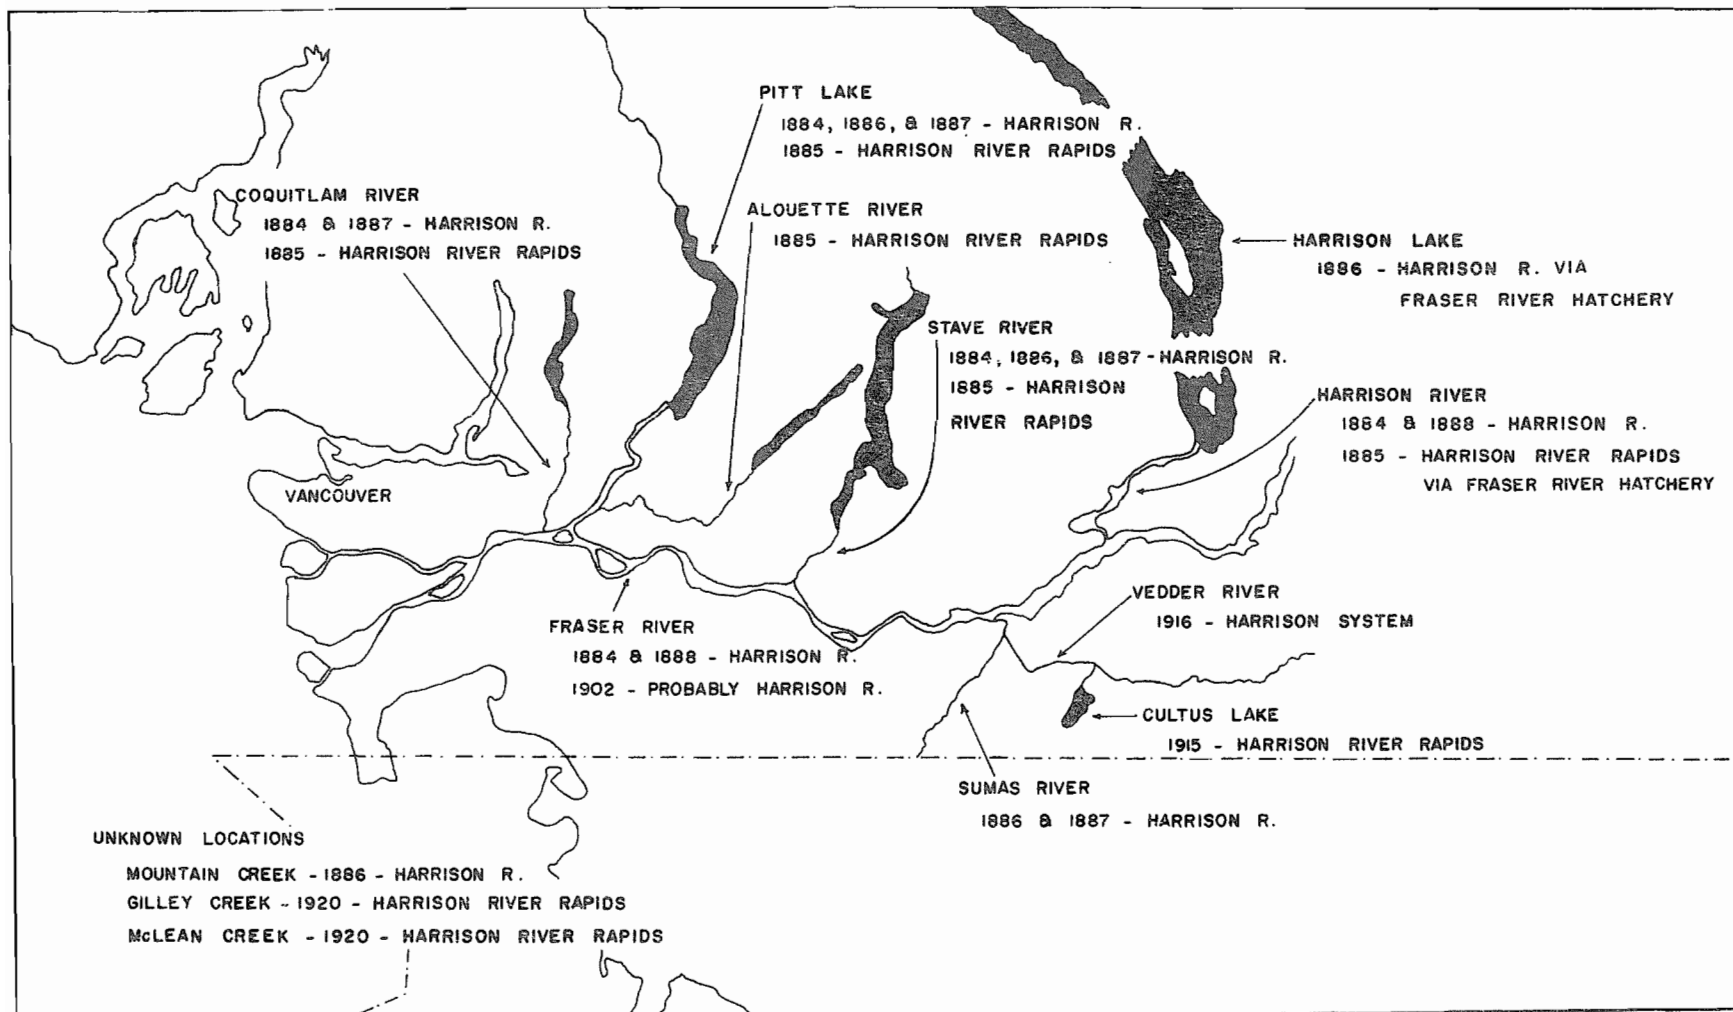 PITT LAKE
1884, 1886, & 1887 - HARRISON R.
1885 - HARRISON RIVER RAPIDS
COQUITLAM RIVER
1884 & 1887 - HARRISON R.
1885 - HARRISON RIVER RAPIDS
ALOUETTE RIVER
1885 - HARRISON RIVER RAPIDS
HARRISON LAKE
1886 - HARRISON R. VIA
FRASER RIVER HATCHERY
STAVE RIVER
1884, 1886, & 1887 - HARRISON R.
1885 - HARRISON
RIVER RAPIDS
HARRISON RIVER
1884 & 1888 - HARRISON R.
1885 - HARRISON RIVER RAPIDS
VIA FRASER RIVER HATCHERY
VANCOUVER
VEDDER RIVER
1916 - HARRISON SYSTEM
FRASER RIVER
1884 & 1888 - HARRISON R.
1902 - PROBABLY HARRISON R.
CULTUS LAKE
1915 - HARRISON RIVER RAPIDS
SUMAS RIVER
1886 & 1887 - HARRISON R.
UNKNOWN LOCATIONS
MOUNTAIN CREEK - 1886 - HARRISON R.
GILLEY CREEK - 1920 - HARRISON RIVER RAPIDS
McLEAN CREEK - 1920 - HARRISON RIVER RAPIDS